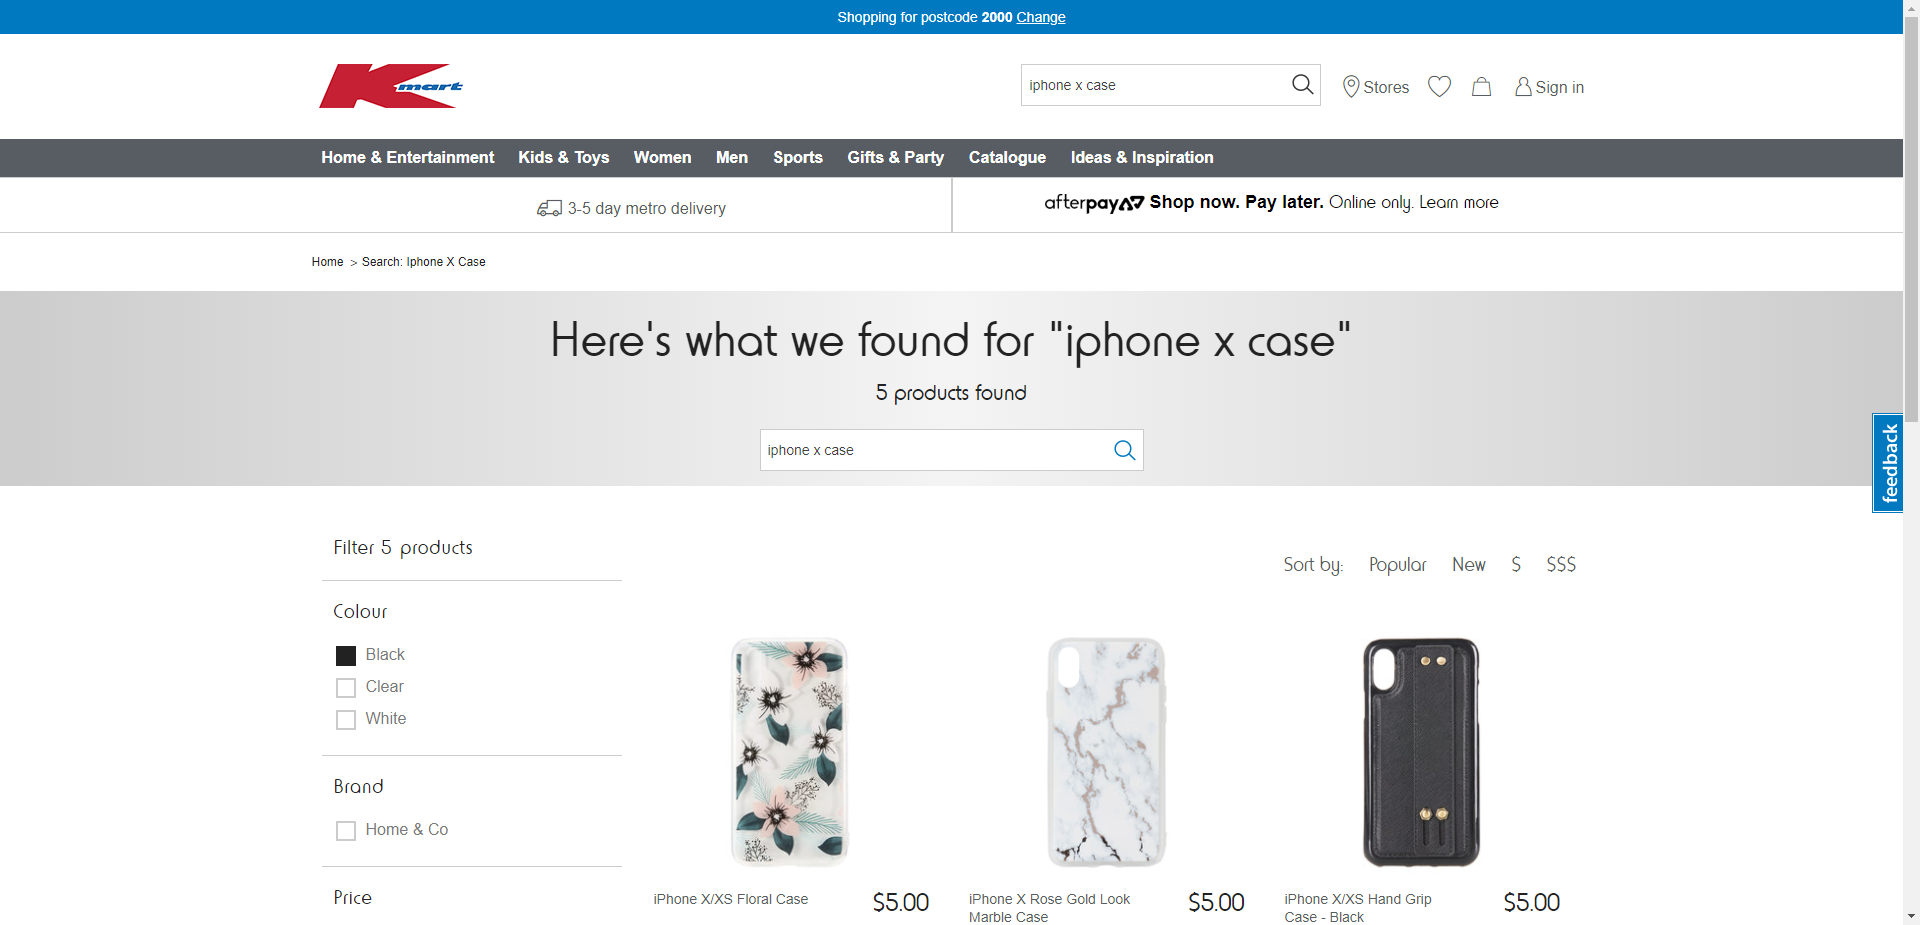 Shopping for postcode 2000 Change
Kmart
iphone x case
Stores
Sign in
Home & Entertainment Kids & Toys Women Men Sports Gifts & Party Catalogue Ideas & Inspiration
3-5 day metro delivery
afterpay Shop now. Pay later. Online only. Learn more
Home > Search: Iphone X Case
Here's what we found for "iphone x case"
5 products found
iphone x case
feedback
Filter 5 products
Sort by: Popular New $ $$$
Colour
Black
Clear
White
Brand
Home & Co
Price
iPhone X/XS Floral Case $5.00
iPhone X Rose Gold Look
Marble Case
$5.00
iPhone X/XS Hand Grip
Case - Black
$5.00